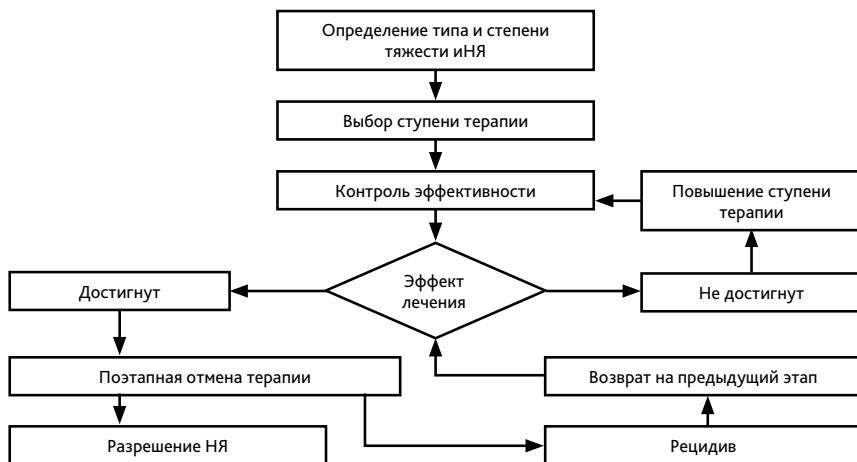 Определение типа и степени
тяжести иНЯ
Выбор ступени терапии
Контроль эффективности
Повышение ступени
терапии
Эффект
лечения
Достигнут
Не достигнут
Поэтапная отмена терапии
Возврат на предыдущий этап
Разрешение НЯ
Рецидив